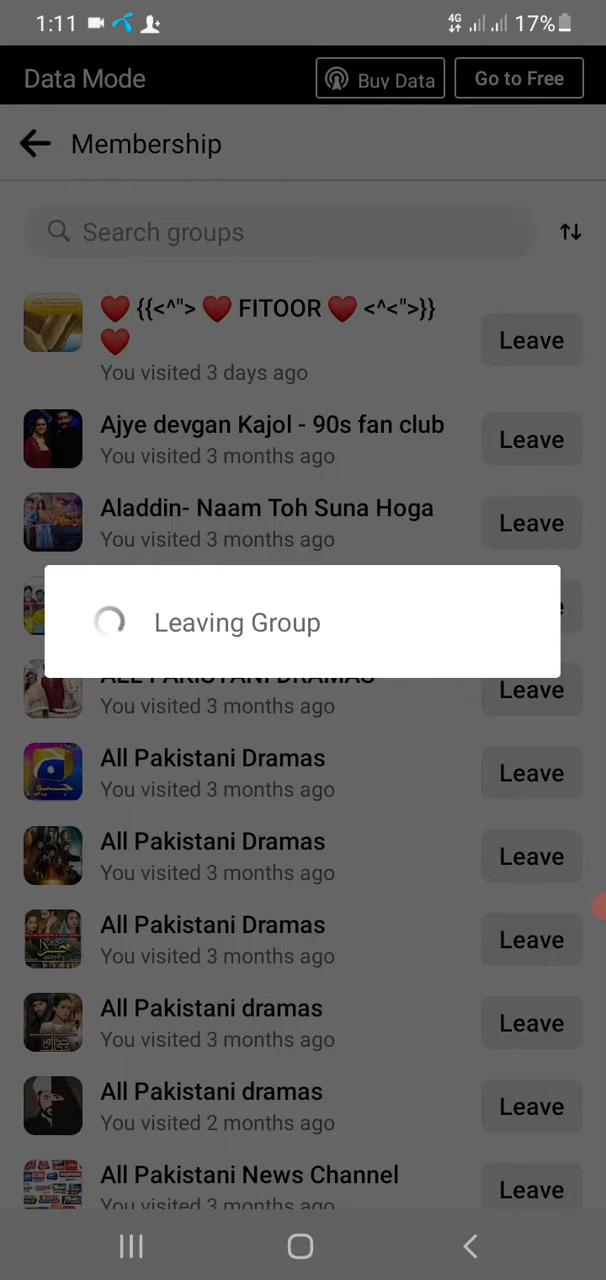 1:11
4G
17%
Data Mode
Buy Data
Go to Free
Membership
Search groups
❤️ {{<^"> ❤️ FITOOR ❤️ <^<">}}
❤️
You visited 3 days ago
Leave
Ajye devgan Kajol - 90s fan club
You visited 3 months ago
Leave
Aladdin- Naam Toh Suna Hoga
You visited 3 months ago
Leave
Leaving Group
ALL PAKISTANI DRAMAS
You visited 3 months ago
Leave
All Pakistani Dramas
You visited 3 months ago
Leave
All Pakistani Dramas
You visited 3 months ago
Leave
All Pakistani Dramas
You visited 3 months ago
Leave
All Pakistani dramas
You visited 3 months ago
Leave
All Pakistani dramas
You visited 2 months ago
Leave
All Pakistani News Channel
You visited 3 months ago
Leave